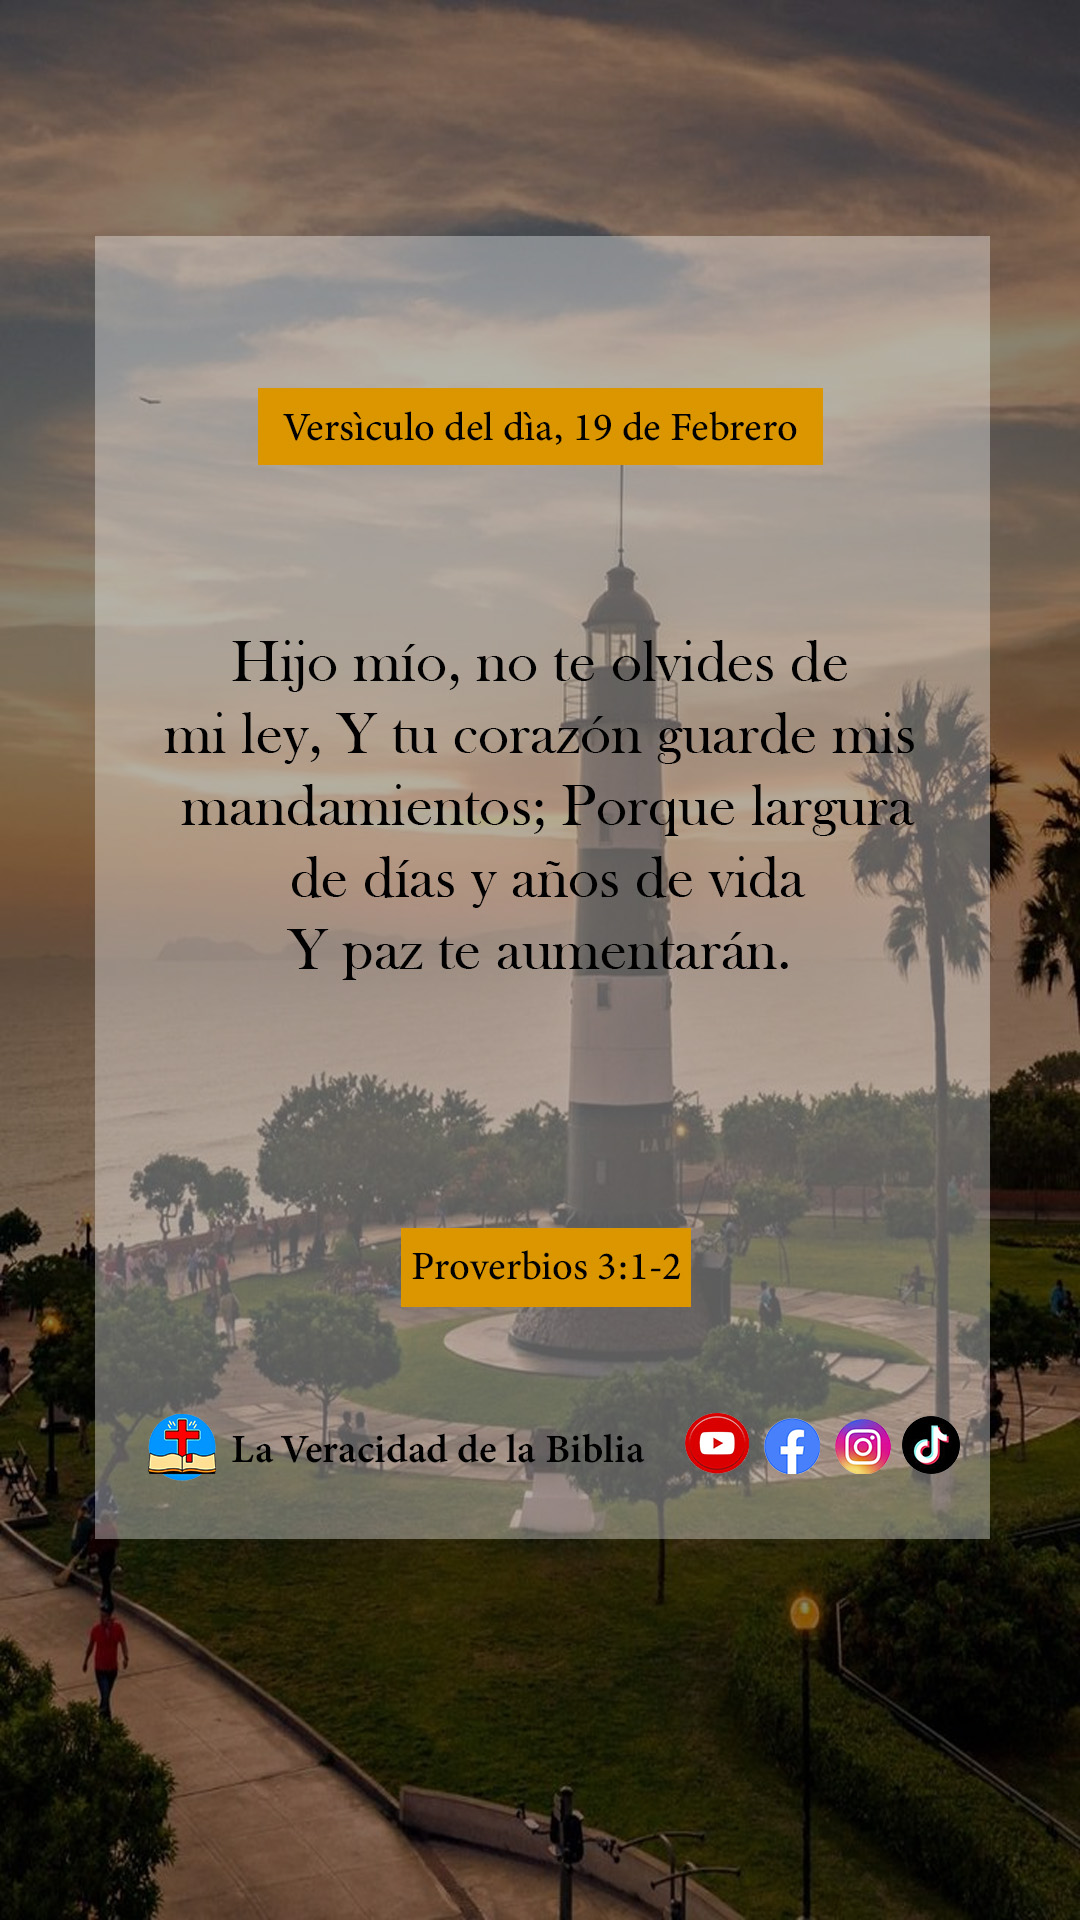 Versìculo del dìa, 19 de Febrero
Hijo mío, no te olvides de
mi ley, Y tu corazón guarde mis
mandamientos; Porque largura
de días y años de vida
Y paz te aumentarán.
Proverbios 3:1-2
La Veracidad de la Biblia